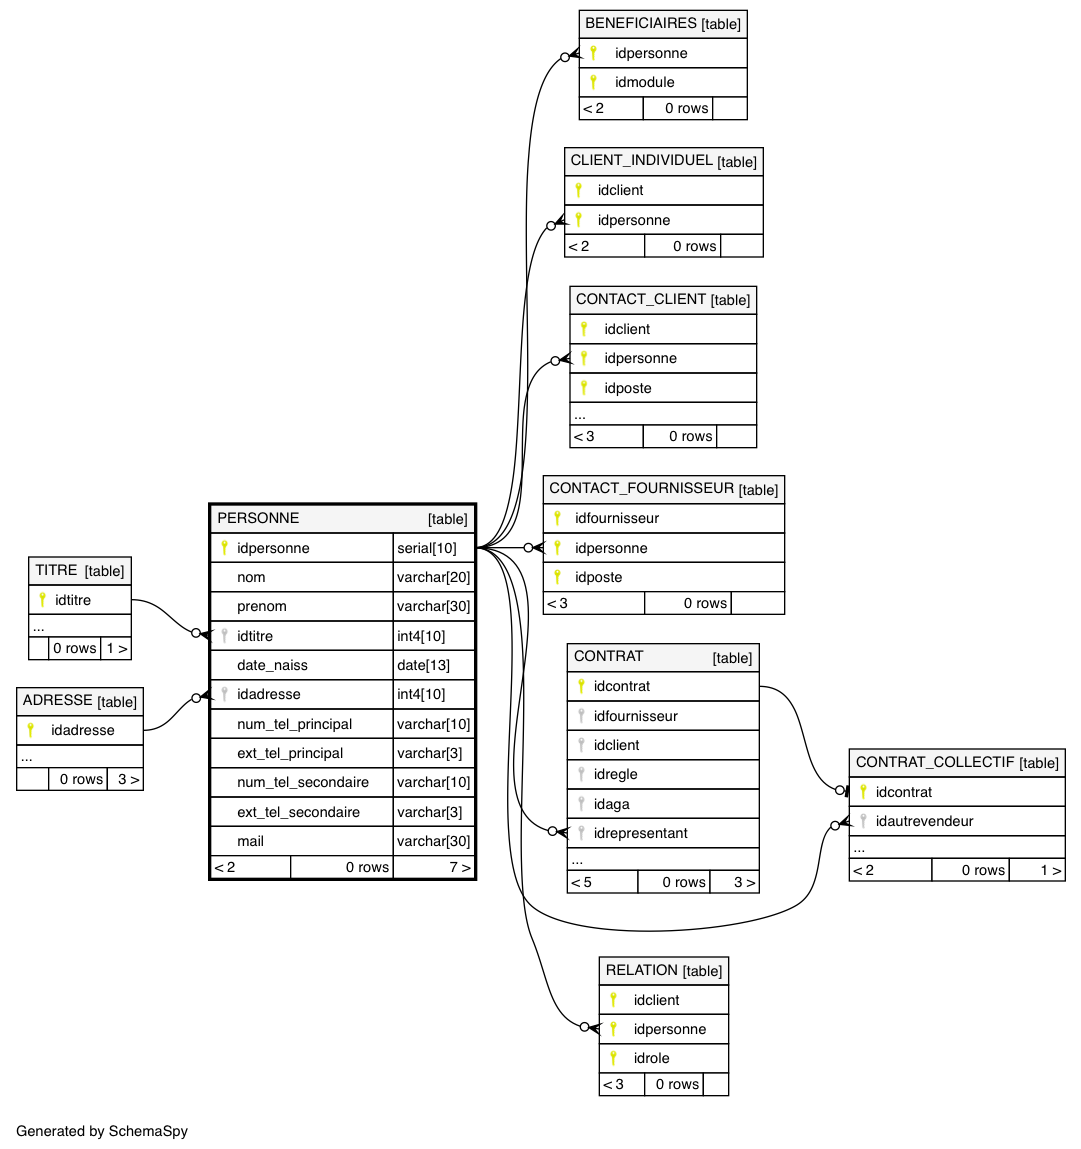 BENEFICIAIRES [table]
idpersonne
idmodule
< 2 0 rows
CLIENT_INDIVIDUEL [table]
idclient
idpersonne
< 2 0 rows
CONTACT_CLIENT [table]
idclient
idpersonne
idposte
...
< 3 0 rows
CONTACT_FOURNISSEUR [table]
idfournisseur
idpersonne
idposte
< 3 0 rows
PERSONNE [table]
idpersonne serial[10]
nom varchar[20]
prenom varchar[30]
idtitre int4[10]
date_naiss date[13]
idadresse int4[10]
num_tel_principal varchar[10]
ext_tel_principal varchar[3]
num_tel_secondaire varchar[10]
ext_tel_secondaire varchar[3]
mail varchar[30]
< 2 0 rows 7 >
TITRE [table]
idtitre
...
0 rows 1 >
ADRESSE [table]
idadresse
...
0 rows 3 >
CONTRAT [table]
idcontrat
idfournisseur
idclient
idregle
idaga
idrepresentant
...
< 5 0 rows 3 >
CONTRAT_COLLECTIF [table]
idcontrat
idautrevendeur
...
< 2 0 rows 1 >
RELATION [table]
idclient
idpersonne
idrole
< 3 0 rows
Generated by SchemaSpy